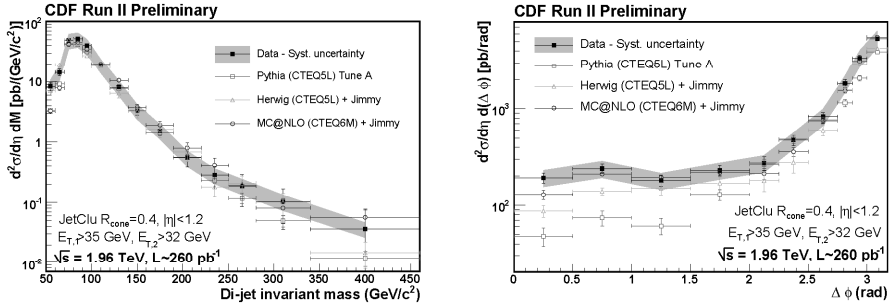 CDF Run II Preliminary
d²σ/dη dM [pb/(GeV/c²)]
10²
10
1
10⁻¹
10⁻²
Data - Syst. uncertainty
Pythia (CTEQ5L) Tune A
Herwig (CTEQ5L) + Jimmy
MC@NLO (CTEQ6M) + Jimmy
JetClu R_cone=0.4, |η|<1.2
E_T,1>35 GeV, E_T,2>32 GeV
√s = 1.96 TeV, L~260 pb⁻¹
50 100 150 200 250 300 350 400 450
Di-jet invariant mass (GeV/c²)
CDF Run II Preliminary
d²σ/dη d(Δ ϕ) [pb/rad]
10³
10²
Data - Syst. uncertainty
Pythia (CTEQ5L) Tune A
Herwig (CTEQ5L) + Jimmy
MC@NLO (CTEQ6M) + Jimmy
JetClu R_cone=0.4, |η|<1.2
E_T,1>35 GeV, E_T,2>32 GeV
√s = 1.96 TeV, L~260 pb⁻¹
0 0.5 1 1.5 2 2.5 3
Δ ϕ (rad)